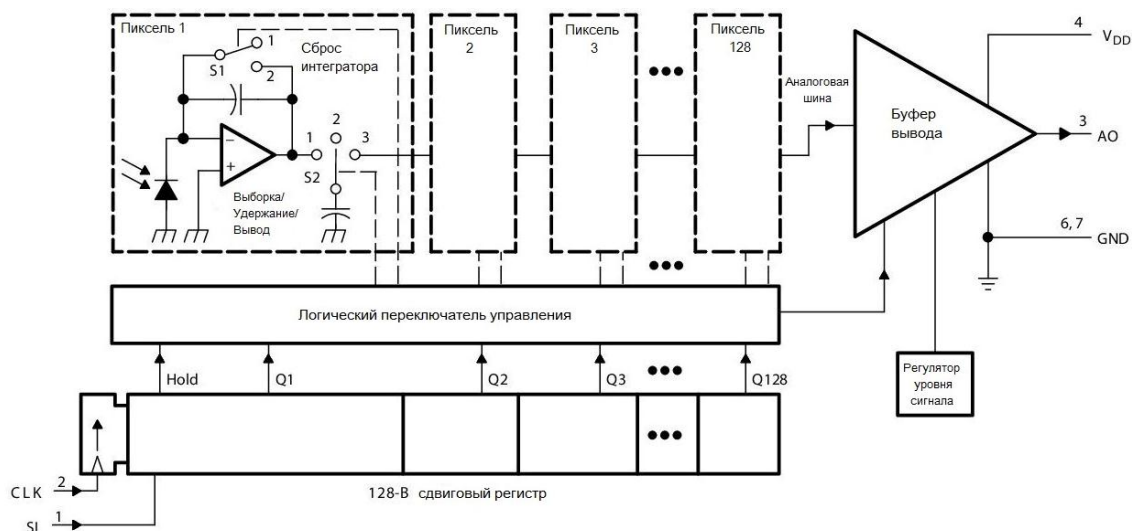 Пиксель 1
1
S1
2
Сброс
интегратора
−
+
1
2
3
S2
Выборка/
Удержание/
Вывод
Пиксель
2
Пиксель
3
Пиксель
128
Аналоговая
шина
Буфер
вывода
4
VDD
3
AO
6, 7
GND
Логический переключатель управления
Регулятор
уровня
сигнала
Hold
Q1
Q2
Q3
Q128
CLK
2
128-В сдвиговый регистр
SI
1